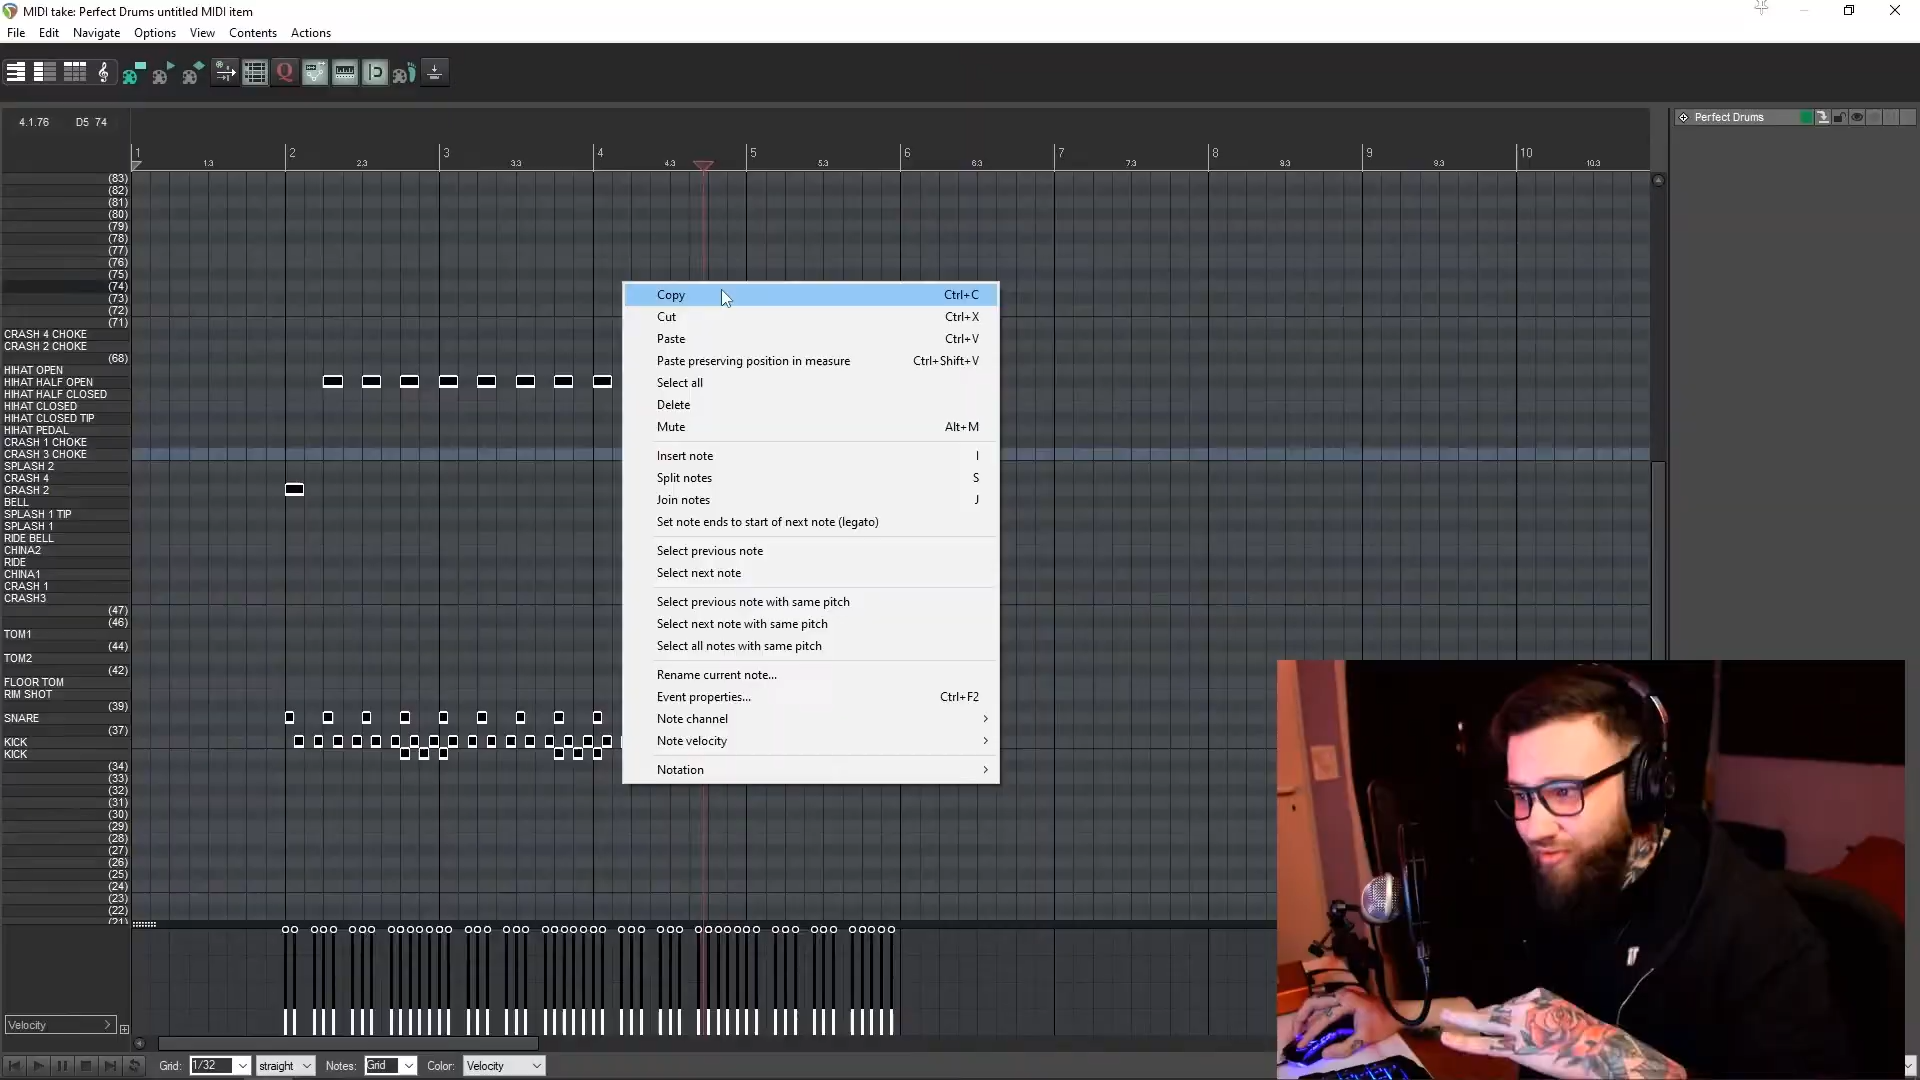 MIDI take: Perfect Drums untitled MIDI item
File Edit Navigate Options View Contents Actions
Q
4.1.76 D5 74
Perfect Drums
1 2 3 4 5 6 7 8 9 10
1.3 2.3 3.3 4.3 5.3 6.3 7.3 8.3 9.3 10.3
(83)
(82)
(81)
(80)
(79)
(78)
(77)
(76)
(75)
(74)
(73)
(72)
(71)
CRASH 4 CHOKE
CRASH 2 CHOKE
(68)
HIHAT OPEN
HIHAT HALF OPEN
HIHAT HALF CLOSED
HIHAT CLOSED
HIHAT CLOSED TIP
HIHAT PEDAL
CRASH 1 CHOKE
CRASH 3 CHOKE
SPLASH 2
CRASH 4
CRASH 2
BELL
SPLASH 1 TIP
SPLASH 1
RIDE BELL
CHINA2
RIDE
CHINA1
CRASH 1
CRASH3
(47)
(46)
TOM1
(44)
TOM2
(42)
FLOOR TOM
RIM SHOT
(39)
SNARE
(37)
KICK
KICK
(34)
(33)
(32)
(31)
(30)
(29)
(28)
(27)
(26)
(25)
(24)
(23)
(22)
(21)
Copy Ctrl+C
Cut Ctrl+X
Paste Ctrl+V
Paste preserving position in measure Ctrl+Shift+V
Select all
Delete
Mute Alt+M
Insert note I
Split notes S
Join notes J
Set note ends to start of next note (legato)
Select previous note
Select next note
Select previous note with same pitch
Select next note with same pitch
Select all notes with same pitch
Rename current note...
Event properties... Ctrl+F2
Note channel
Note velocity
Notation
Velocity
Grid: 1/32 straight Notes: Grid Color: Velocity